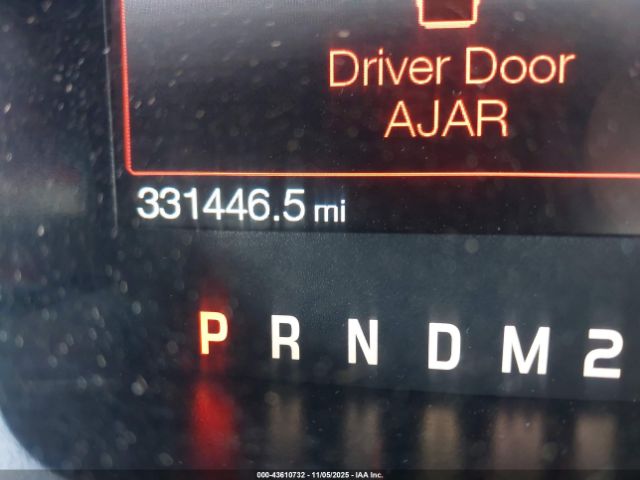 Driver Door
AJAR
331446.5 mi
P R N D M 2
000-43610732 - 11/05/2025 - IAA Inc.